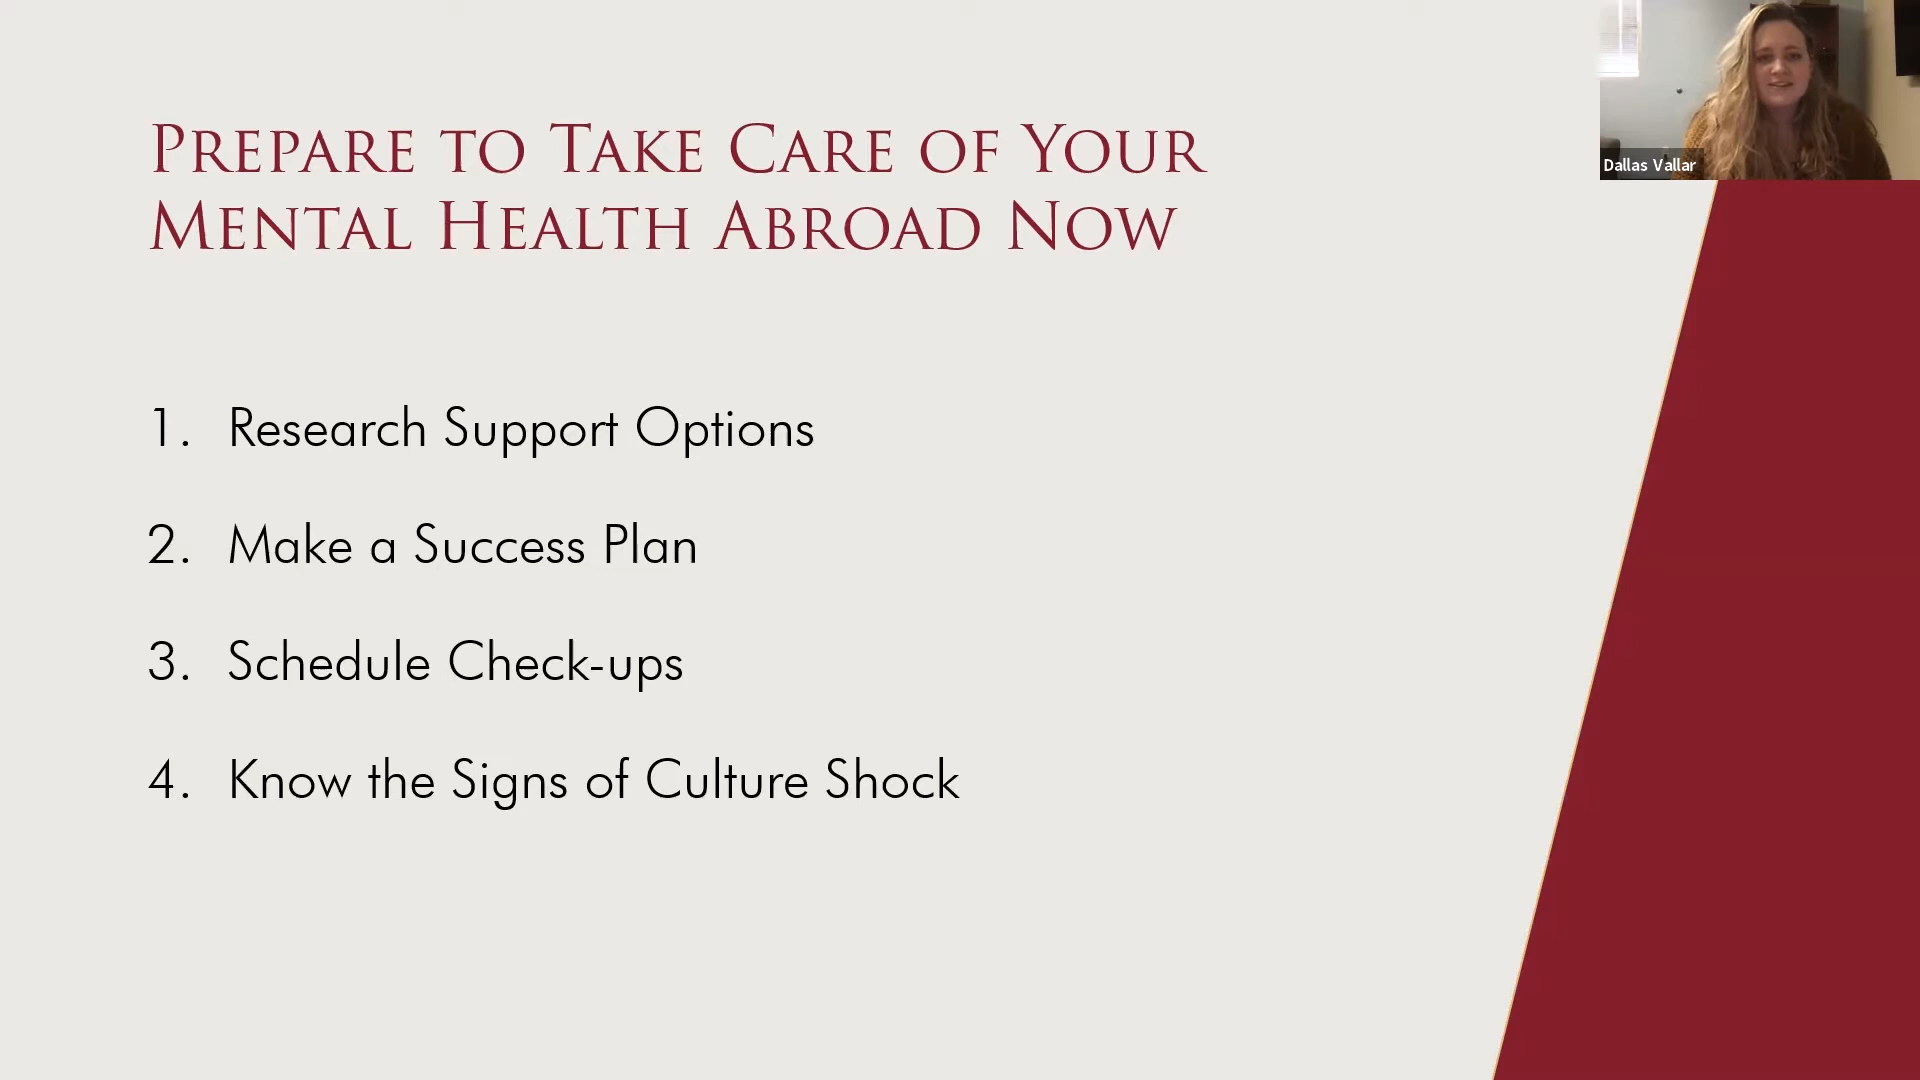 Prepare to Take Care of Your
Mental Health Abroad Now
1. Research Support Options
2. Make a Success Plan
3. Schedule Check-ups
4. Know the Signs of Culture Shock
Dallas Vallar